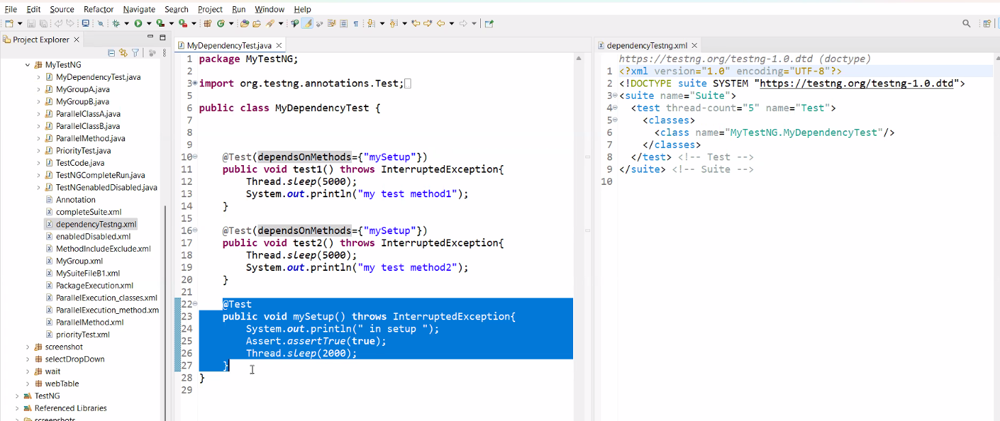 File Edit Source Refactor Navigate Search Project Run Window Help
Project Explorer
MyTestNG
MyDependencyTest.java
MyGroupA.java
MyGroupB.java
ParallelClassA.java
ParallelClassB.java
ParallelMethod.java
PriorityTest.java
TestCode.java
TestNGCompleteRun.java
TestNGenabledDisabled.java
Annotation
completeSuite.xml
dependencyTestng.xml
enabledDisabled.xml
MethodIncludeExclude.xml
MyGroup.xml
MySuiteFileB1.xml
PackageExecution.xml
ParallelExecution_classes.xml
ParallelExecution_method.xm
ParallelMethod.xml
priorityTest.xml
screenshot
selectDropDown
wait
webTable
TestNG
Referenced Libraries
screenshots
MyDependencyTest.java
1 package MyTestNG;
2
3 import org.testng.annotations.Test;
5
6 public class MyDependencyTest {
7
8
9
10 @Test(dependsOnMethods={"mySetup"})
11 public void test1() throws InterruptedException{
12 Thread.sleep(5000);
13 System.out.println("my test method1");
14 }
15
16 @Test(dependsOnMethods={"mySetup"})
17 public void test2() throws InterruptedException{
18 Thread.sleep(5000);
19 System.out.println("my test method2");
20 }
21
22 @Test
23 public void mySetup() throws InterruptedException{
24 System.out.println(" in setup ");
25 Assert.assertTrue(true);
26 Thread.sleep(2000);
27 }
28 }
29
dependencyTestng.xml
https://testng.org/testng-1.0.dtd (doctype)
1 <?xml version="1.0" encoding="UTF-8"?>
2 <!DOCTYPE suite SYSTEM "https://testng.org/testng-1.0.dtd">
3 <suite name="Suite">
4 <test thread-count="5" name="Test">
5 <classes>
6 <class name="MyTestNG.MyDependencyTest"/>
7 </classes>
8 </test> <!-- Test -->
9 </suite> <!-- Suite -->
10